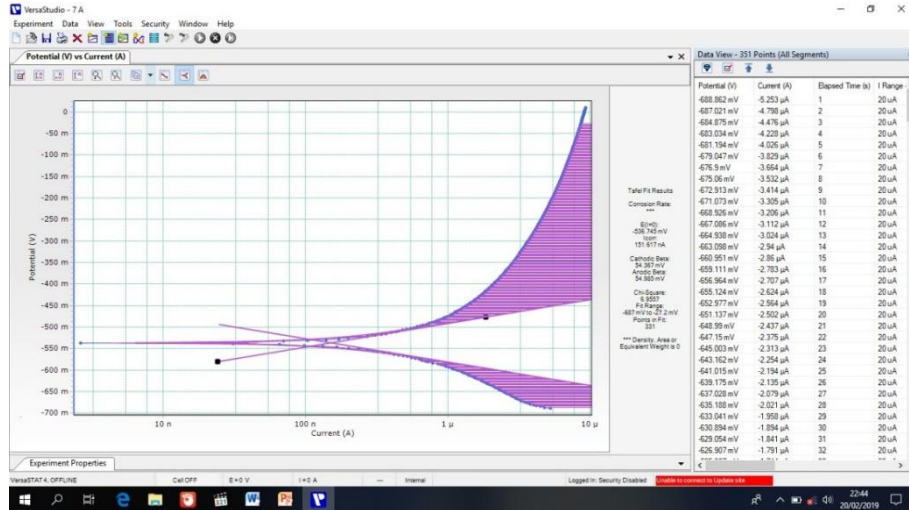 VersaStudio - 7 A
Experiment Data View Tools Security Window Help
Potential (V) vs Current (A)
Data View - 351 Points (All Segments)
Potential (V) Current (A) Elapsed Time (s) I Range
-688.862 mV -5.253 µA 1 20 uA
-687.021 mV -4.798 µA 2 20 uA
-684.875 mV -4.476 µA 3 20 uA
-683.034 mV -4.228 µA 4 20 uA
-681.194 mV -4.026 µA 5 20 uA
-679.047 mV -3.829 µA 6 20 uA
-676.9 mV -3.664 µA 7 20 uA
-675.06 mV -3.532 µA 8 20 uA
-672.913 mV -3.414 µA 9 20 uA
-671.073 mV -3.305 µA 10 20 uA
-668.926 mV -3.206 µA 11 20 uA
-667.086 mV -3.112 µA 12 20 uA
-664.938 mV -3.024 µA 13 20 uA
-663.098 mV -2.94 µA 14 20 uA
-660.951 mV -2.86 µA 15 20 uA
-659.111 mV -2.783 µA 16 20 uA
-656.964 mV -2.707 µA 17 20 uA
-655.124 mV -2.624 µA 18 20 uA
-652.977 mV -2.564 µA 19 20 uA
-651.137 mV -2.502 µA 20 20 uA
-648.99 mV -2.437 µA 21 20 uA
-647.15 mV -2.375 µA 22 20 uA
-645.003 mV -2.313 µA 23 20 uA
-643.162 mV -2.254 µA 24 20 uA
-641.015 mV -2.194 µA 25 20 uA
-639.175 mV -2.135 µA 26 20 uA
-637.028 mV -2.079 µA 27 20 uA
-635.188 mV -2.021 µA 28 20 uA
-633.041 mV -1.958 µA 29 20 uA
-630.894 mV -1.894 µA 30 20 uA
-629.054 mV -1.841 µA 31 20 uA
-626.907 mV -1.791 µA 32 20 uA
Potential (V)
0
-50 m
-100 m
-150 m
-200 m
-250 m
-300 m
-350 m
-400 m
-450 m
-500 m
-550 m
-600 m
-650 m
-700 m
10 n 100 n 1 µ 10 µ
Current (A)
Tafel Fit Results
Corrosion Rate:
***
E(I=0):
-536.745 mV
Icorr:
151.617 nA
Cathodic Beta:
54.367 mV
Anodic Beta:
54.985 mV
Chi-Square:
6.9557
Fit Range:
-687 mV to -27.2 mV
Points in Fit:
331
*** Density, Area or
Equivalent Weight is 0
Experiment Properties
VersaSTAT 4, OFFLINE Cell OFF E = 0 V I = 0 A --- Internal Logged In: Security Disabled Unable to connect to Update site
22:44
20/02/2019